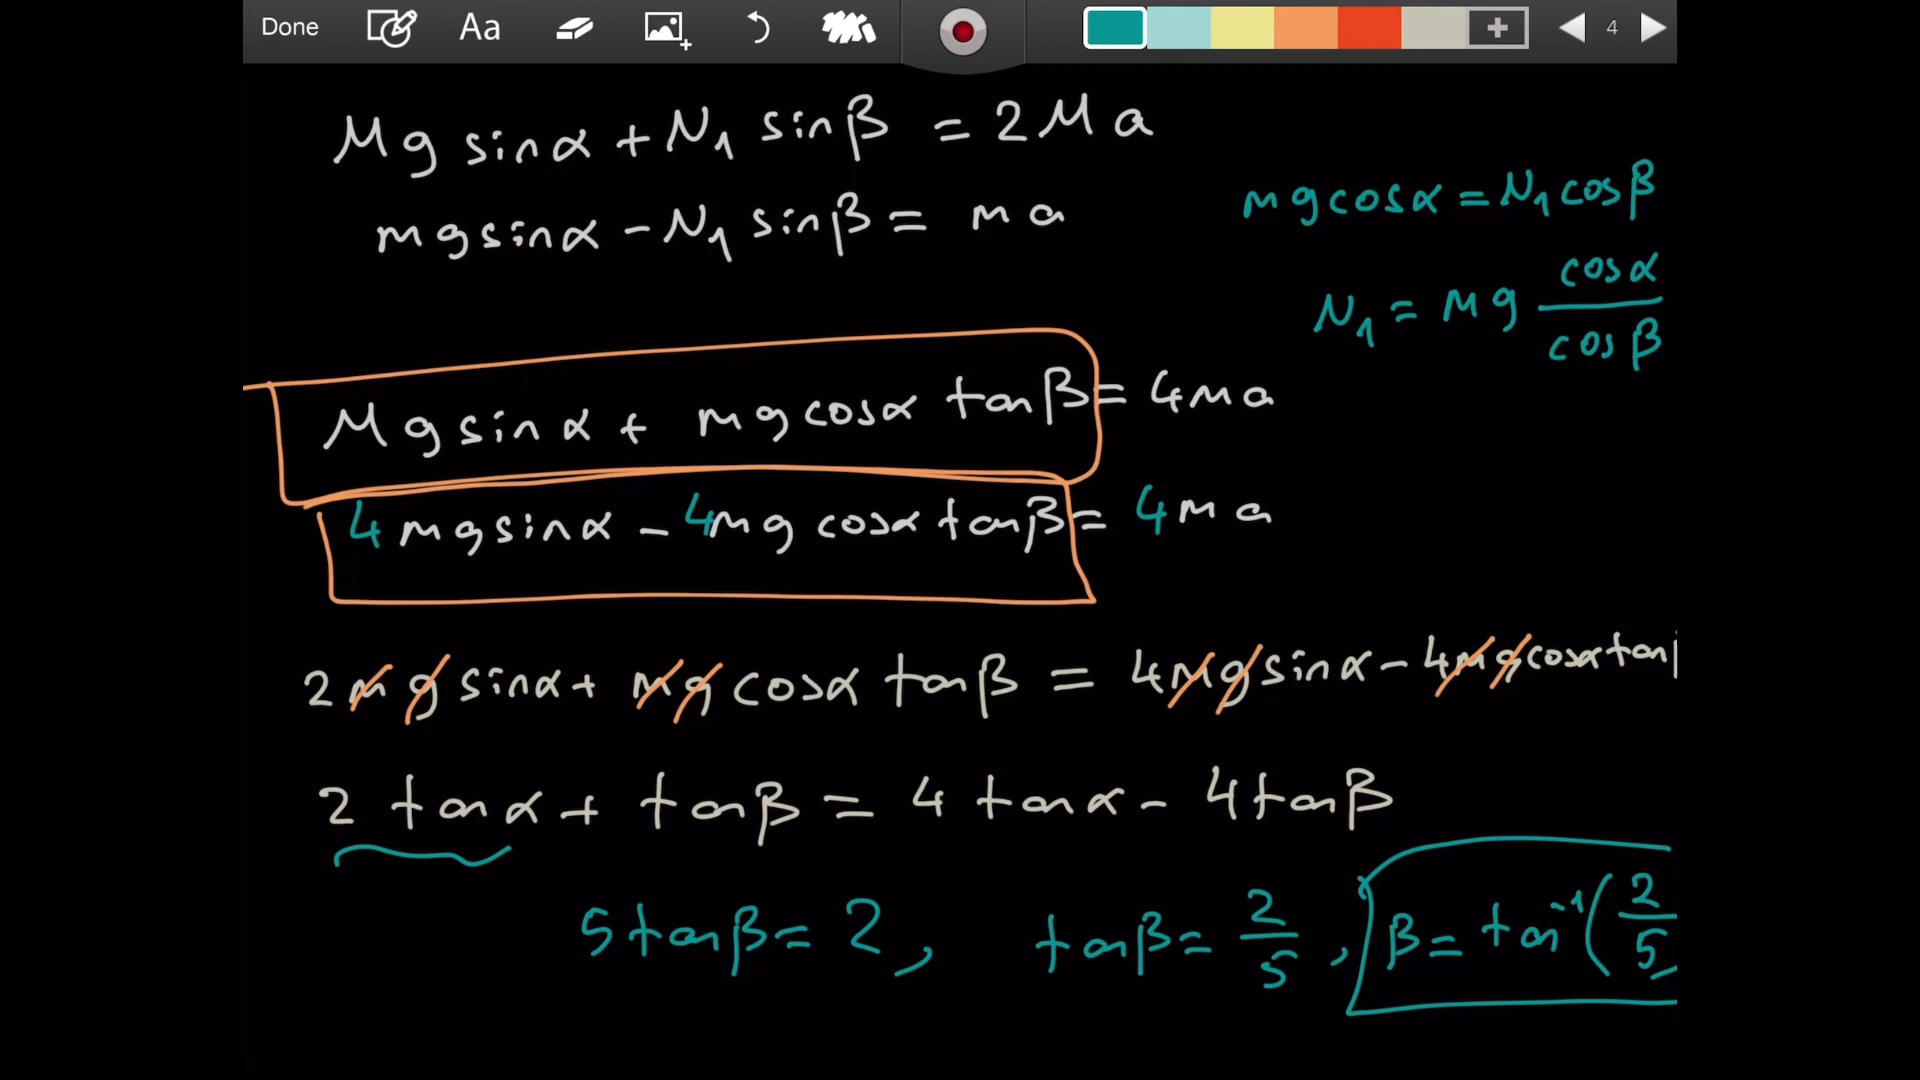 Done Aa 4
Mg sinα + N₁ sinβ = 2Ma
mg cosα = N₁ cosβ
mg sinα - N₁ sinβ = ma
N₁ = mg cosα/cosβ
Mg sinα + mg cosα tanβ = 4ma
4mg sinα - 4mg cosα tanβ = 4ma
2mg sinα + mg cosα tanβ = 4mg sinα - 4mg cosα tan
2 tanα + tanβ = 4 tanα - 4 tanβ
5 tanβ = 2, tanβ = 2/5, β = tan⁻¹(2/5